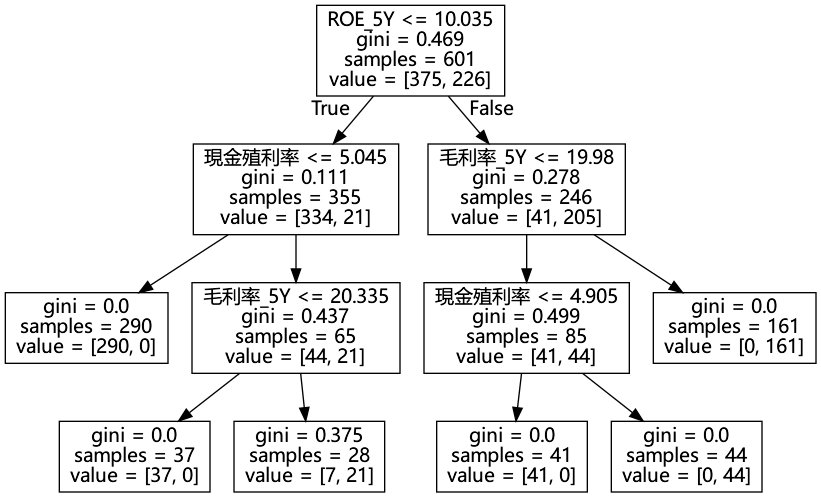 ROE_5Y <= 10.035
gini = 0.469
samples = 601
value = [375, 226]
True
False
現金殖利率 <= 5.045
gini = 0.111
samples = 355
value = [334, 21]
毛利率_5Y <= 19.98
gini = 0.278
samples = 246
value = [41, 205]
gini = 0.0
samples = 290
value = [290, 0]
毛利率_5Y <= 20.335
gini = 0.437
samples = 65
value = [44, 21]
現金殖利率 <= 4.905
gini = 0.499
samples = 85
value = [41, 44]
gini = 0.0
samples = 161
value = [0, 161]
gini = 0.0
samples = 37
value = [37, 0]
gini = 0.375
samples = 28
value = [7, 21]
gini = 0.0
samples = 41
value = [41, 0]
gini = 0.0
samples = 44
value = [0, 44]